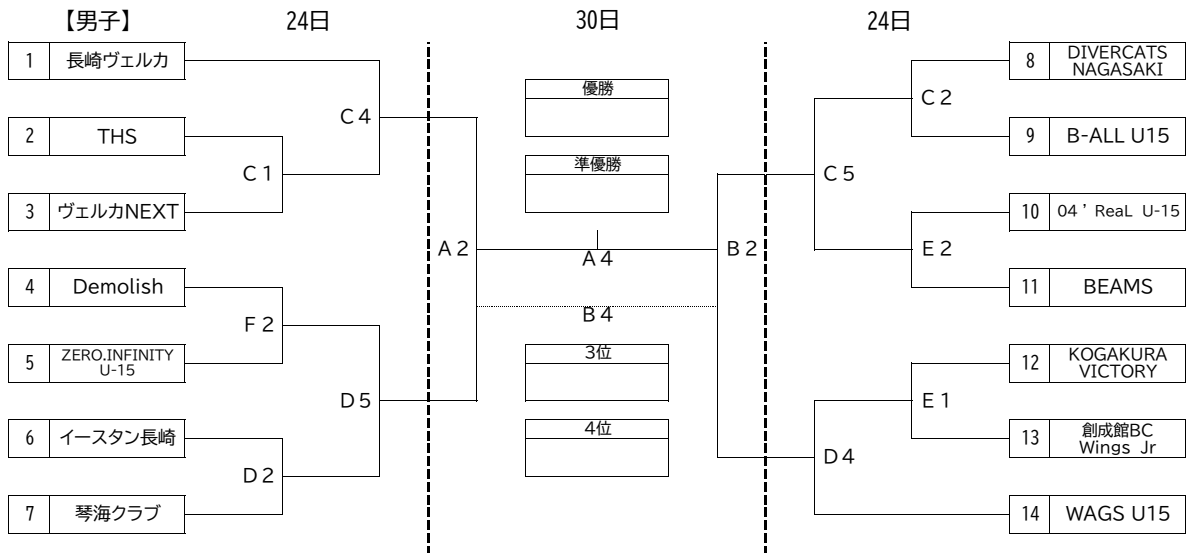 【男子】 24日 30日 24日
1 長崎ヴェルカ
2 THS
3 ヴェルカNEXT
4 Demolish
5 ZERO.INFINITY
U-15
6 イースタン長崎
7 琴海クラブ
C4
C1
F2
D5
D2
A2
優勝
準優勝
A4
B4
3位
4位
B2
C5
D4
C2
E2
E1
8 DIVERCATS
NAGASAKI
9 B-ALL U15
10 04’ReaL U-15
11 BEAMS
12 KOGAKURA
VICTORY
13 創成館BC
Wings Jr
14 WAGS U15